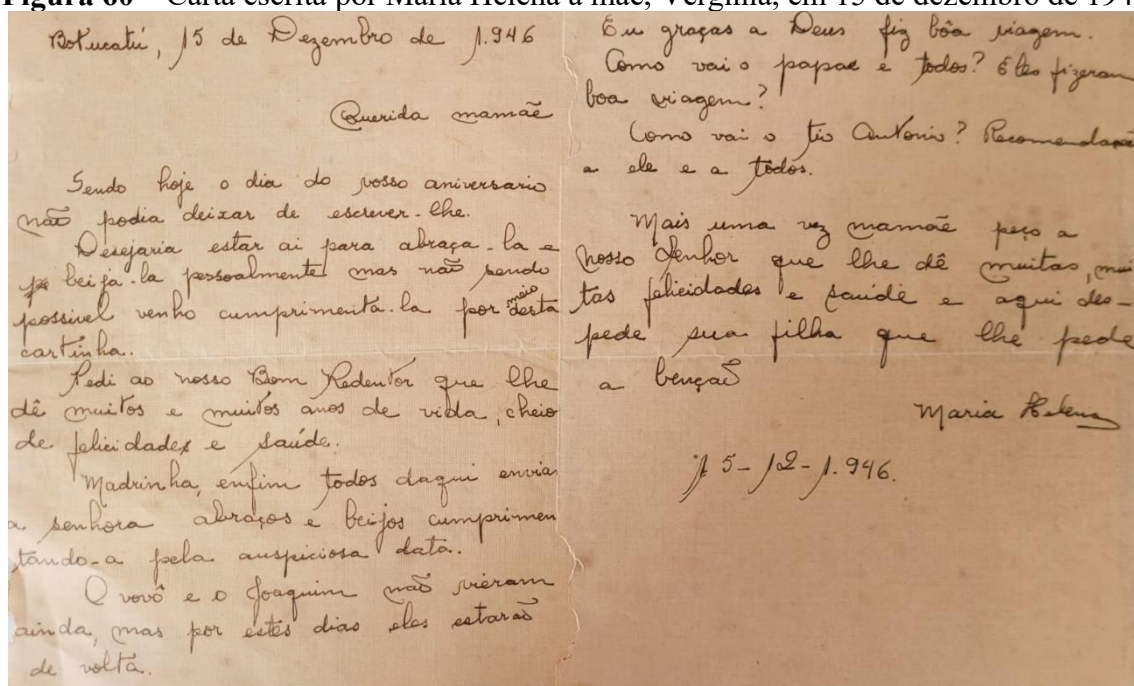 Carta escrita por Maria Helena à mãe, Vergínia, em 15 de dezembro de 194
Botucatú, 15 de Dezembro de 1.946
Querida mamãe
Sendo hoje o dia do vosso aniversario
não podia deixar de escrever-lhe.
Desejaria estar ai para abraça-la e
beija-la pessoalmente mas não sendo
possivel venho cumprimentá-la por meio desta
cartinha.
Pedi ao nosso Bom Redentor que lhe
dê muitos e muitos anos de vida, cheio
de felicidades e saúde.
Madrinha, enfim todos daqui envia
a senhora abraços e beijos cumprimen
tando-a pela auspiciosa data.
O vovô e o Joaquim não vieram
ainda, mas por estes dias eles estarão
de volta.
Eu graças a Deus fiz bôa viagem.
Como vai o papae e todos? Eles fizeram
boa viagem?
Como vai o tio Antonio? Recomendações
a ele e a todos.
Mais uma vez mamãe peço a
nosso Senhor que lhe dê muitas, mui
tas felicidades e saúde e aqui des-
pede sua filha que lhe pede
a benção
Maria Helena
15-12-1.946.